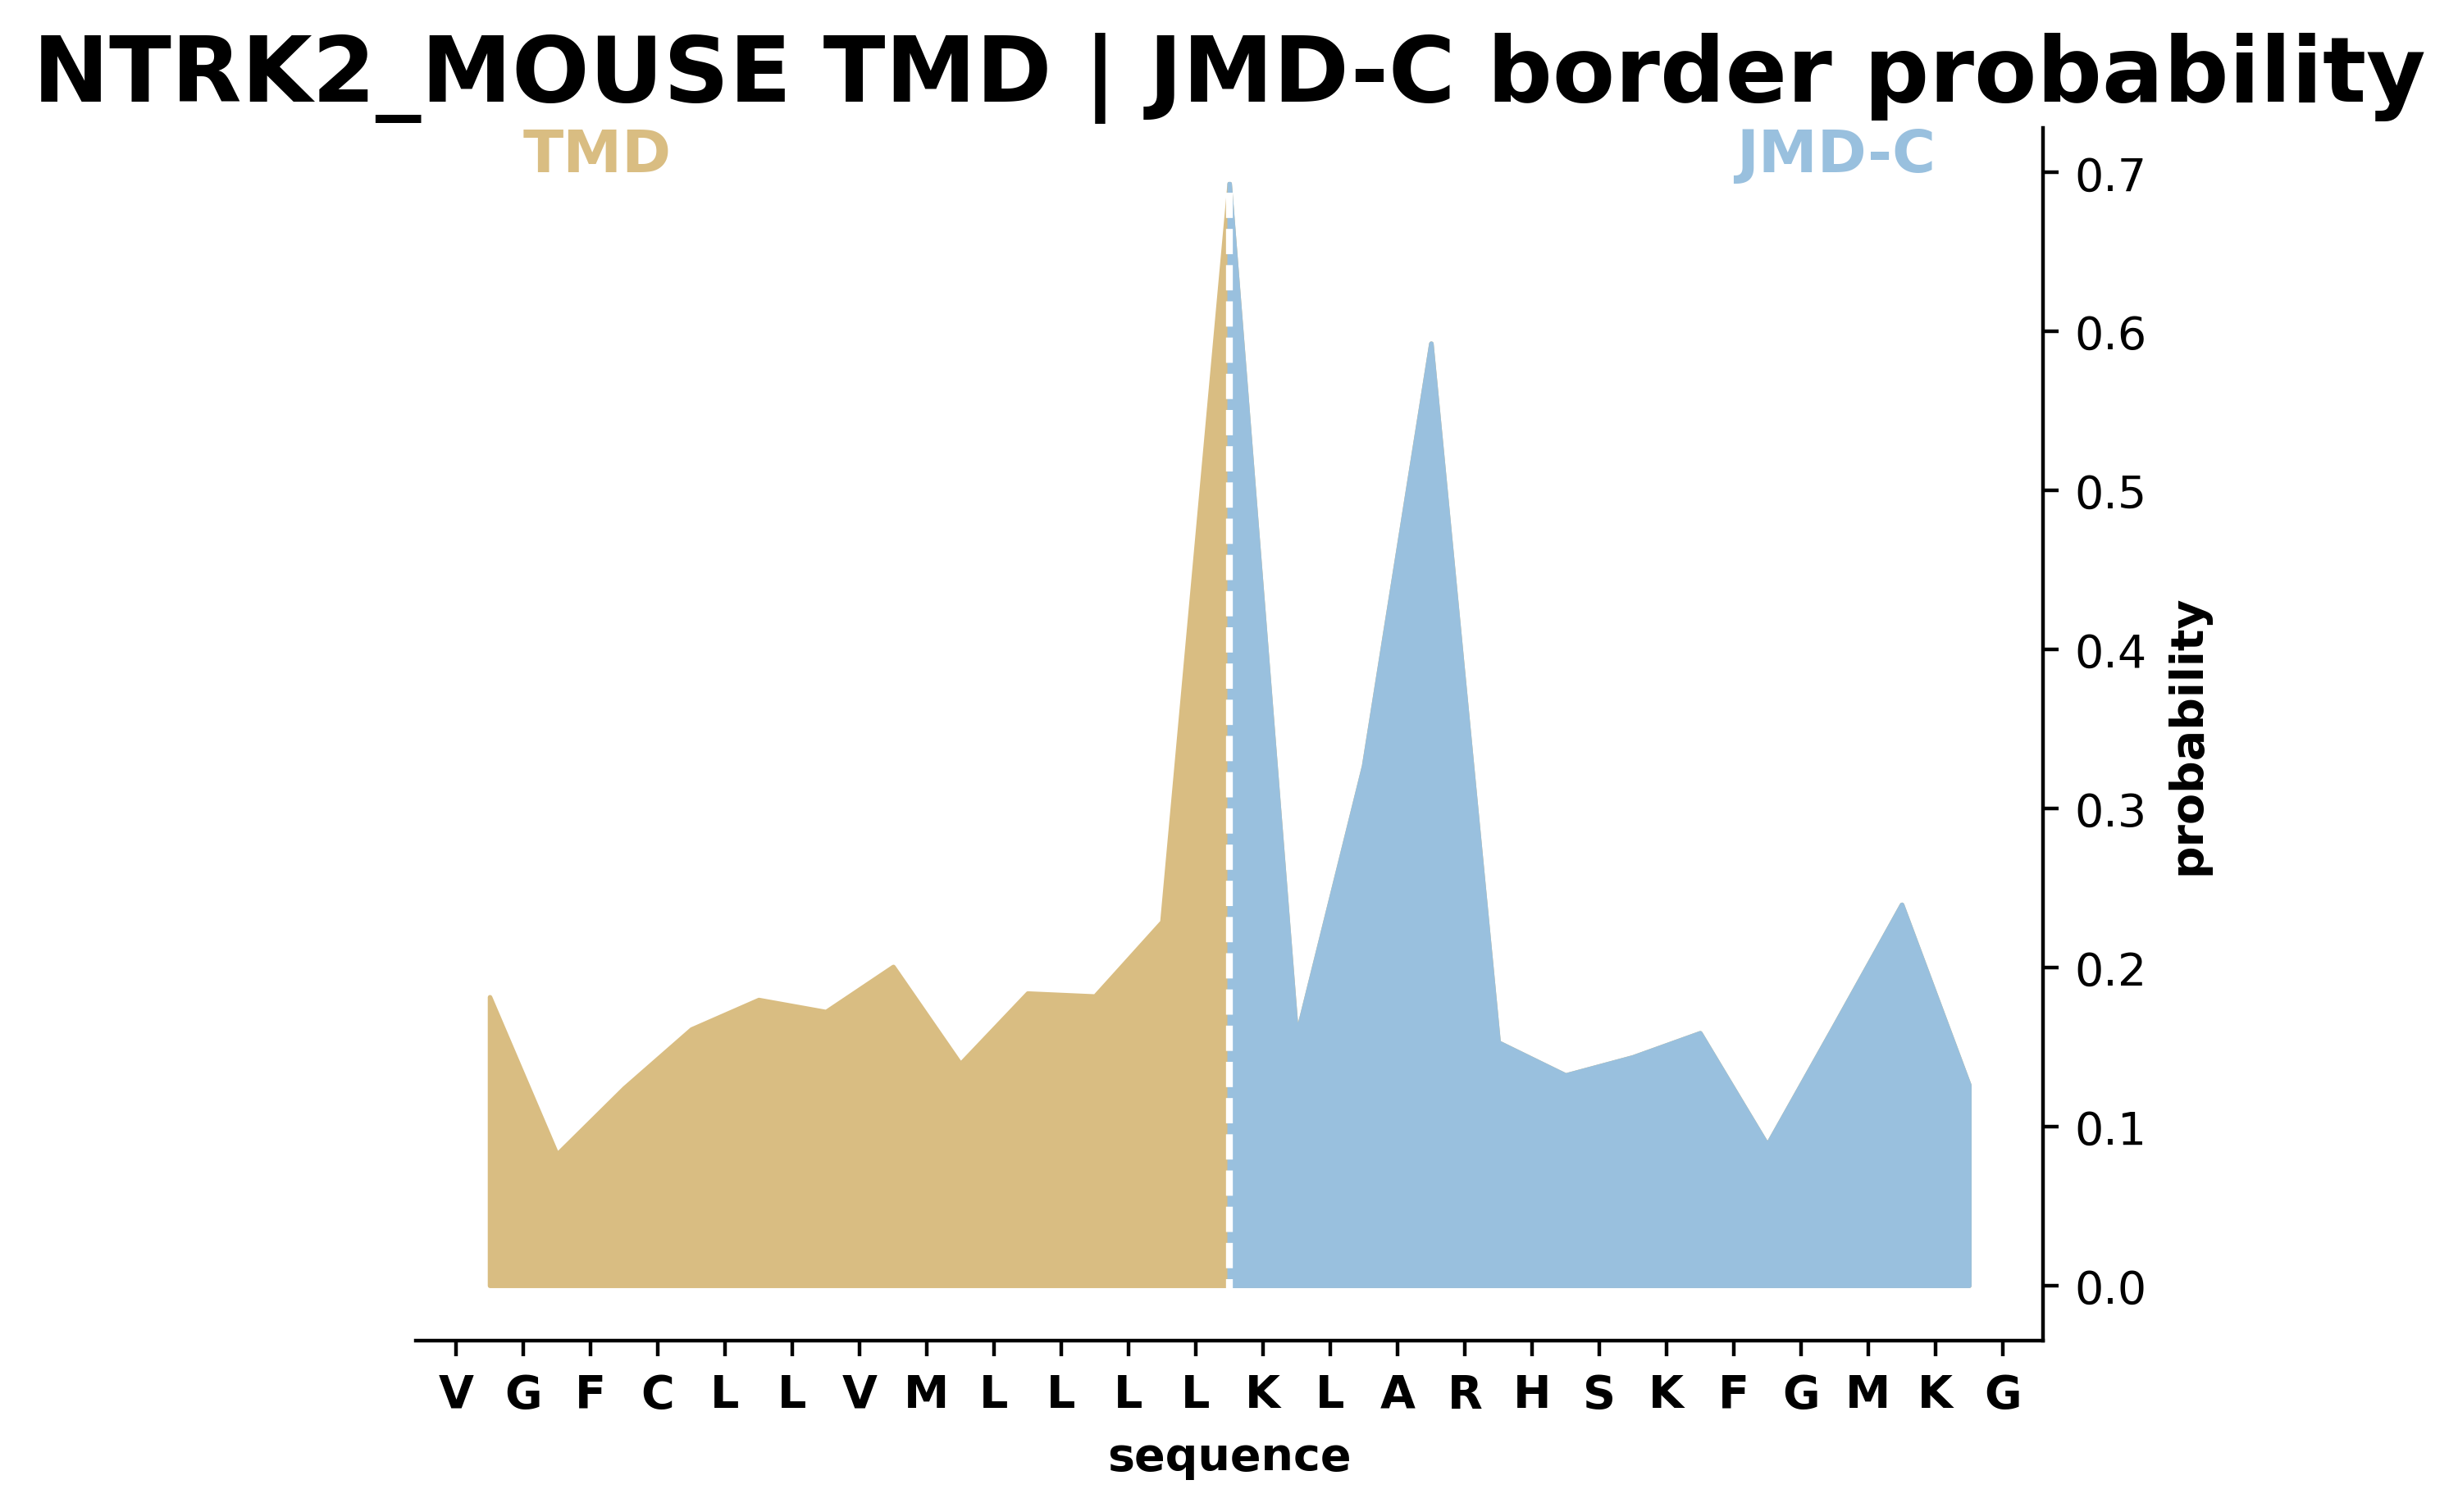 NTRK2_MOUSE TMD | JMD-C border probability
TMD JMD-C
0.7
0.6
0.5
0.4
0.3
0.2
0.1
0.0
probability
V G F C L L V M L L L L K L A R H S K F G M K G
sequence